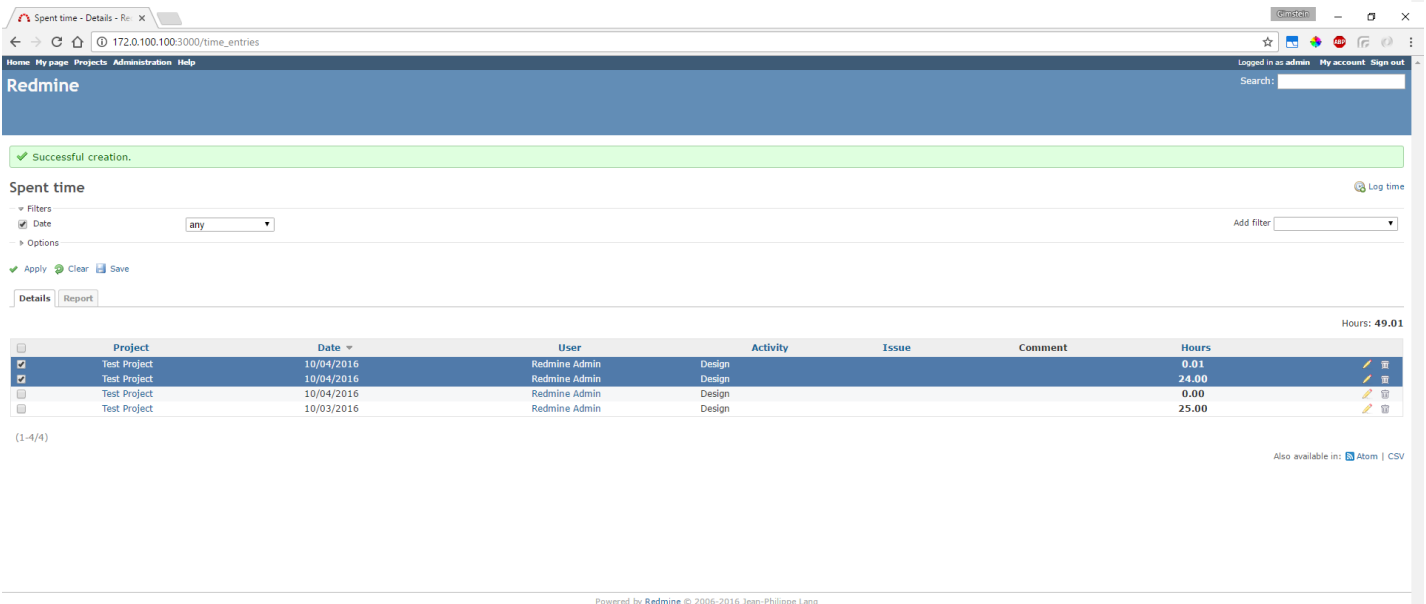 Spent time - Details - Re
Gimstein
172.0.100.100:3000/time_entries
ABP
Home My page Projects Administration Help Logged in as admin My account Sign out
Redmine Search:
Successful creation.
Spent time Log time
Filters
Date any Add filter
Options
Apply Clear Save
Details Report
Hours: 49.01
Project Date User Activity Issue Comment Hours
Test Project 10/04/2016 Redmine Admin Design 0.01
Test Project 10/04/2016 Redmine Admin Design 24.00
Test Project 10/04/2016 Redmine Admin Design 0.00
Test Project 10/03/2016 Redmine Admin Design 25.00
(1-4/4)
Also available in: Atom | CSV
Powered by Redmine © 2006-2016 Jean-Philippe Lang